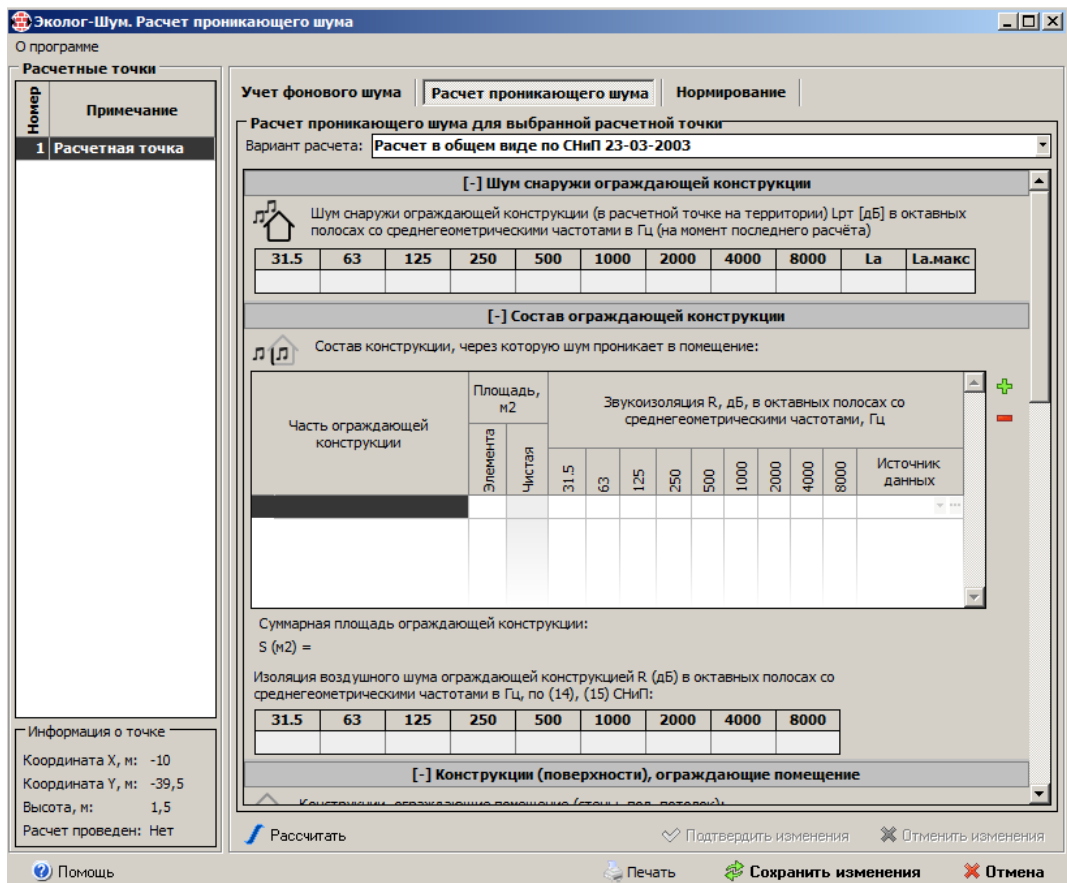 Эколог-Шум. Расчет проникающего шума
О программе
Расчетные точки
Номер
Примечание
1 Расчетная точка
Информация о точке
Координата X, м: -10
Координата Y, м: -39,5
Высота, м: 1,5
Расчет проведен: Нет
Учет фонового шума Расчет проникающего шума Нормирование
Расчет проникающего шума для выбранной расчетной точки
Вариант расчета: Расчет в общем виде по СНиП 23-03-2003
[-] Шум снаружи ограждающей конструкции
Шум снаружи ограждающей конструкции (в расчетной точке на территории) Lрт [дБ] в октавных
полосах со среднегеометрическими частотами в Гц (на момент последнего расчёта)
31.5 63 125 250 500 1000 2000 4000 8000 La La.макс
[-] Состав ограждающей конструкции
Состав конструкции, через которую шум проникает в помещение:
Часть ограждающей
конструкции
Площадь,
м2
Элемента
Чистая
Звукоизоляция R, дБ, в октавных полосах со
среднегеометрическими частотами, Гц
31.5 63 125 250 500 1000 2000 4000 8000
Источник
данных
Суммарная площадь ограждающей конструкции:
S (м2) =
Изоляция воздушного шума ограждающей конструкцией R (дБ) в октавных полосах со
среднегеометрическими частотами в Гц, по (14), (15) СНиП:
31.5 63 125 250 500 1000 2000 4000 8000
[-] Конструкции (поверхности), ограждающие помещение
Конструкции, ограждающие помещение (стены, пол, потолок):
Рассчитать Подтвердить изменения Отменить изменения
Помощь Печать Сохранить изменения Отмена